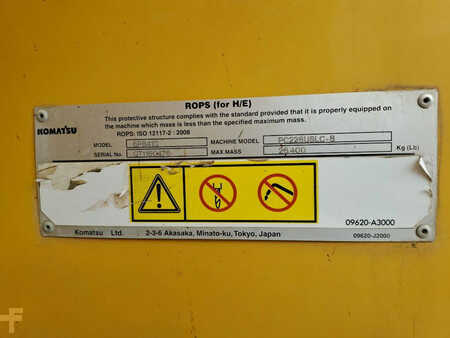 ROPS (for H/E)
This protective structure complies with the standard provided that it is properly equipped on
the machine which mass is less than the specified maximum mass.
ROPS: ISO 12117-2 : 2008
KOMATSU
MODEL MACHINE MODEL PC228USLC-8
SERIAL No. MAX.MASS 26400 Kg (Lb)
09620-A3000
Komatsu Ltd. 2-3-6 Akasaka, Minato-ku, Tokyo, Japan
09620-J2000